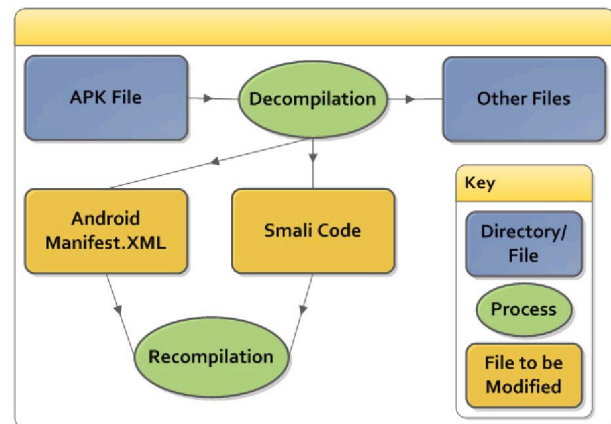 APK File
Decompilation
Other Files
Android
Manifest.XML
Smali Code
Recompilation
Key
Directory/
File
Process
File to be
Modified